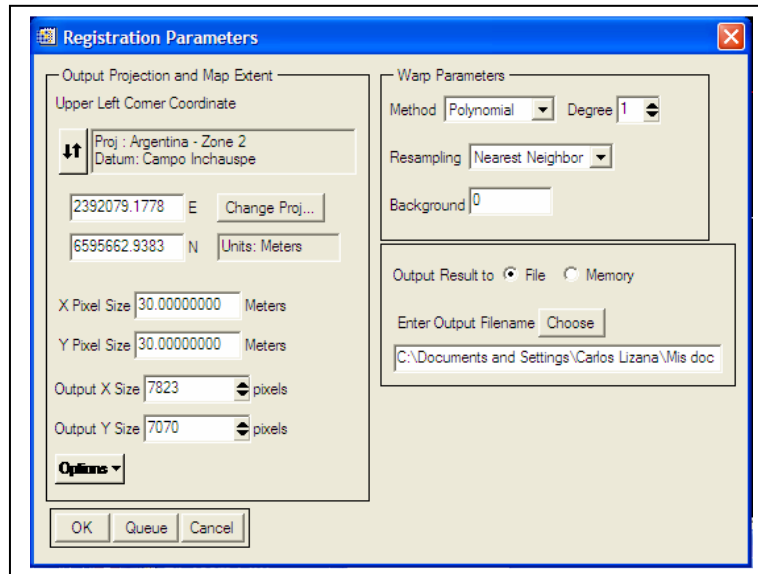 Registration Parameters
Output Projection and Map Extent
Upper Left Corner Coordinate
Proj : Argentina - Zone 2
Datum: Campo Inchauspe
2392079.1778 E Change Proj...
6595662.9383 N Units: Meters
X Pixel Size 30.00000000 Meters
Y Pixel Size 30.00000000 Meters
Output X Size 7823 pixels
Output Y Size 7070 pixels
Options
OK Queue Cancel
Warp Parameters
Method Polynomial Degree 1
Resampling Nearest Neighbor
Background 0
Output Result to File Memory
Enter Output Filename Choose
C:\Documents and Settings\Carlos Lizana\Mis doc